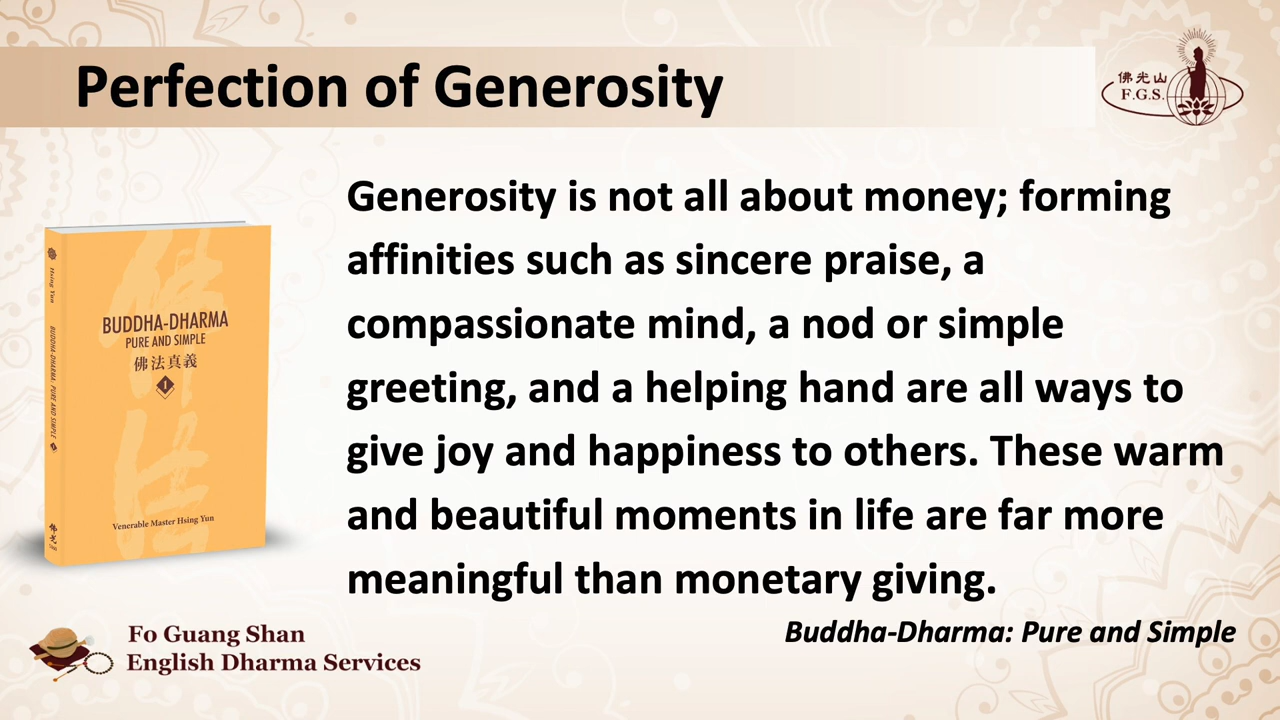 Perfection of Generosity
佛光山
F.G.S.
Generosity is not all about money; forming
affinities such as sincere praise, a
compassionate mind, a nod or simple
greeting, and a helping hand are all ways to
give joy and happiness to others. These warm
and beautiful moments in life are far more
meaningful than monetary giving.
Buddha-Dharma: Pure and Simple
Hsing Yun
BUDDHA-DHARMA: PURE AND SIMPLE
1
佛光
BUDDHA-DHARMA
PURE AND SIMPLE
佛法真義
1
Venerable Master Hsing Yun
Fo Guang Shan
English Dharma Services